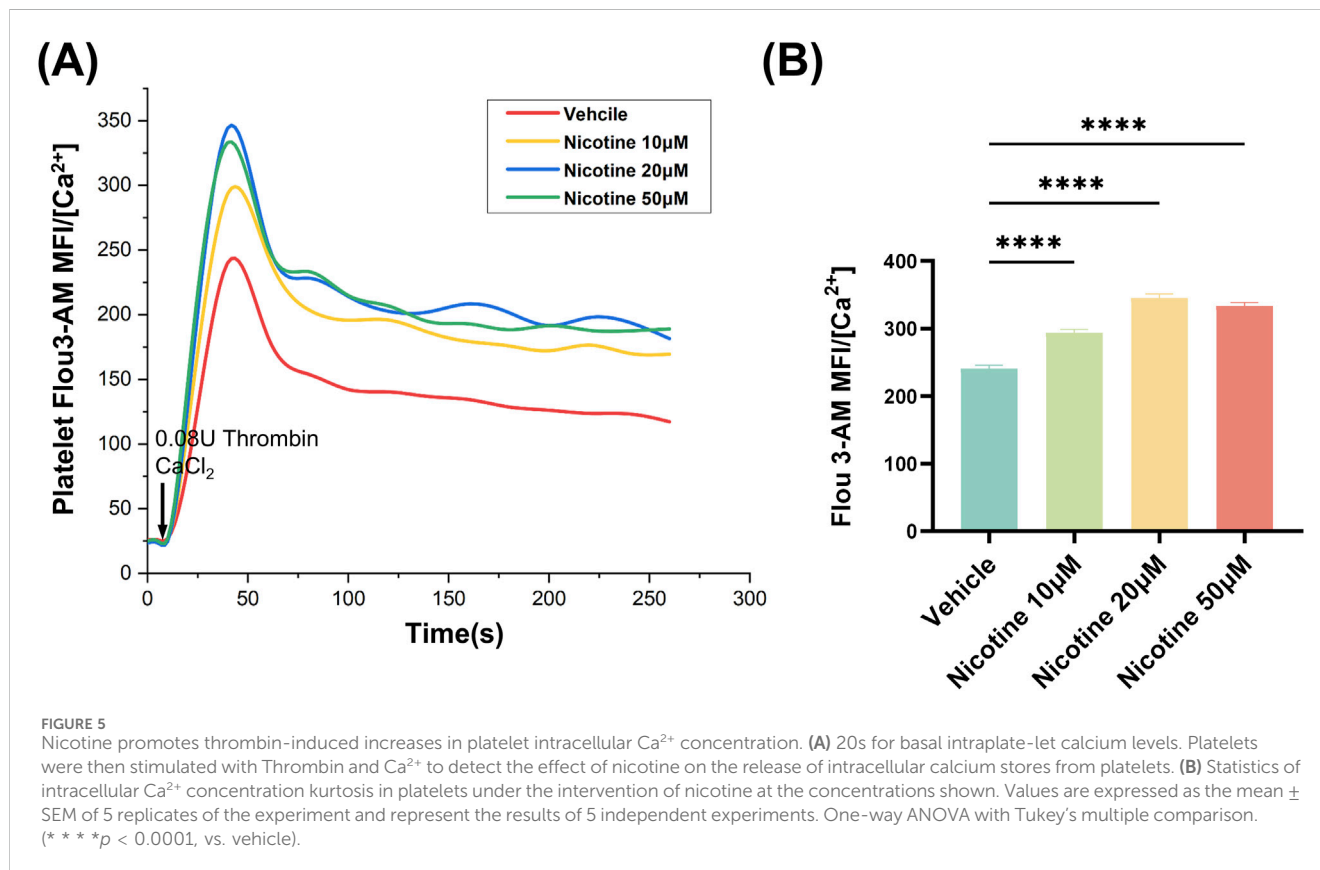 (A)
Platelet Flou3-AM MFI/[Ca²⁺]
350
300
250
200
150
100
50
0
0.08U Thrombin
CaCl₂
Vehcile
Nicotine 10μM
Nicotine 20μM
Nicotine 50μM
0 50 100 150 200 250 300
Time(s)
(B)
Flou 3-AM MFI/[Ca²⁺]
****
****
****
400
300
200
100
0
Vehicle
Nicotine 10μM
Nicotine 20μM
Nicotine 50μM
FIGURE 5
Nicotine promotes thrombin-induced increases in platelet intracellular Ca²⁺ concentration. (A) 20s for basal intraplate-let calcium levels. Platelets
were then stimulated with Thrombin and Ca²⁺ to detect the effect of nicotine on the release of intracellular calcium stores from platelets. (B) Statistics of
intracellular Ca²⁺ concentration kurtosis in platelets under the intervention of nicotine at the concentrations shown. Values are expressed as the mean ±
SEM of 5 replicates of the experiment and represent the results of 5 independent experiments. One-way ANOVA with Tukey's multiple comparison.
(* * * *p < 0.0001, vs. vehicle).